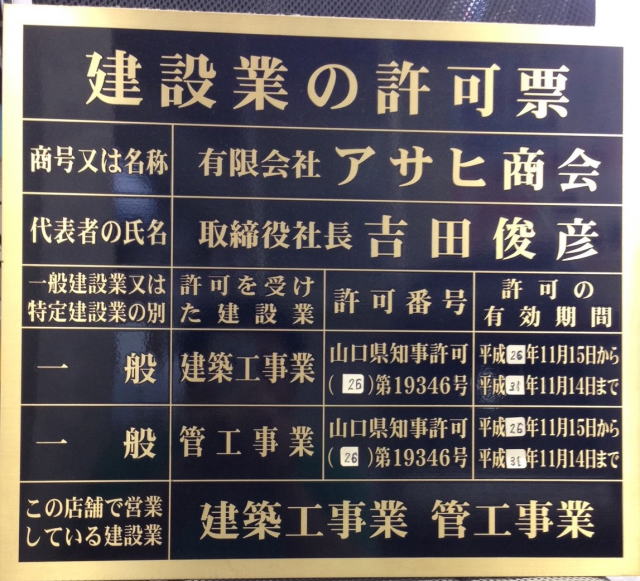 建設業の許可票
商号又は名称 有限会社 アサヒ商会
代表者の氏名 取締役社長 吉田俊彦
一般建設業又は
特定建設業の別
許可を受け
た建設業
許可番号
許可の
有効期間
一般 建築工事業
山口県知事許可
(26)第19346号
平成26年11月15日から
平成31年11月14日まで
一般 管工事業
山口県知事許可
(26)第19346号
平成26年11月15日から
平成31年11月14日まで
この店舗で営業
している建設業
建築工事業 管工事業